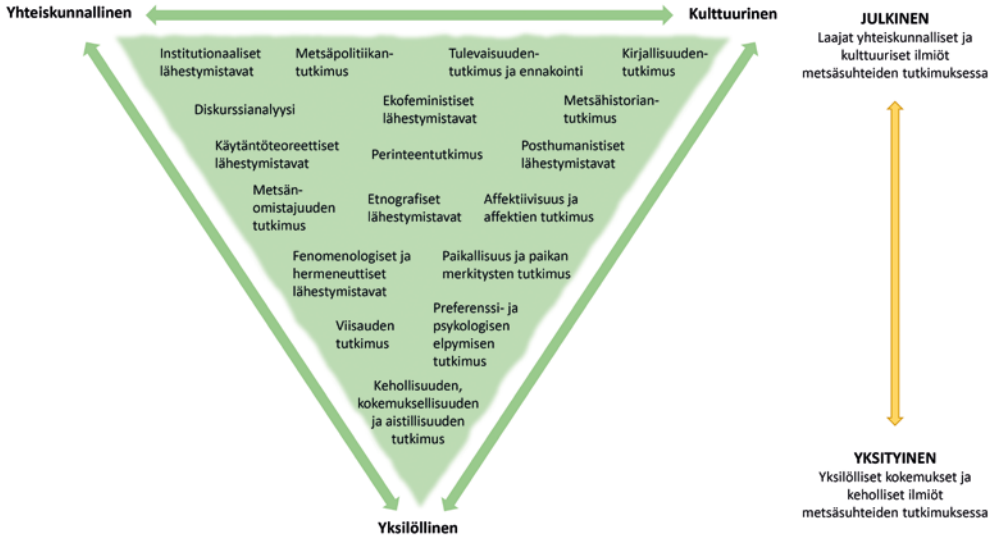 Yhteiskunnallinen
Kulttuurinen
Institutionaaliset
lähestymistavat
Metsäpolitiikan-
tutkimus
Tulevaisuuden-
tutkimus ja ennakointi
Kirjallisuuden-
tutkimus
Diskurssianalyysi
Ekofeministiset
lähestymistavat
Metsähistorian-
tutkimus
Käytäntöteoreettiset
lähestymistavat
Perinteentutkimus
Posthumanistiset
lähestymistavat
Metsän-
omistajuuden
tutkimus
Etnografiset
lähestymistavat
Affektiivisuus ja
affektien tutkimus
Fenomenologiset ja
hermeneuttiset
lähestymistavat
Paikallisuus ja paikan
merkitysten tutkimus
Viisauden
tutkimus
Preferenssi- ja
psykologisen
elpymisen
tutkimus
Kehollisuuden,
kokemuksellisuuden
ja aistillisuuden
tutkimus
Yksilöllinen
JULKINEN
Laajat yhteiskunnalliset ja
kulttuuriset ilmiöt
metsäsuhteiden tutkimuksessa
YKSITYINEN
Yksilölliset kokemukset ja
keholliset ilmiöt
metsäsuhteiden tutkimuksessa